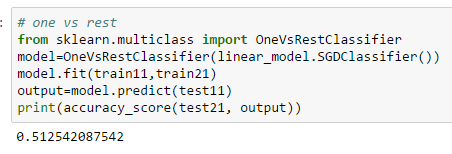 # one vs rest
from sklearn.multiclass import OneVsRestClassifier
model=OneVsRestClassifier(linear_model.SGDClassifier())
model.fit(train11,train21)
output=model.predict(test11)
print(accuracy_score(test21, output))
0.512542087542